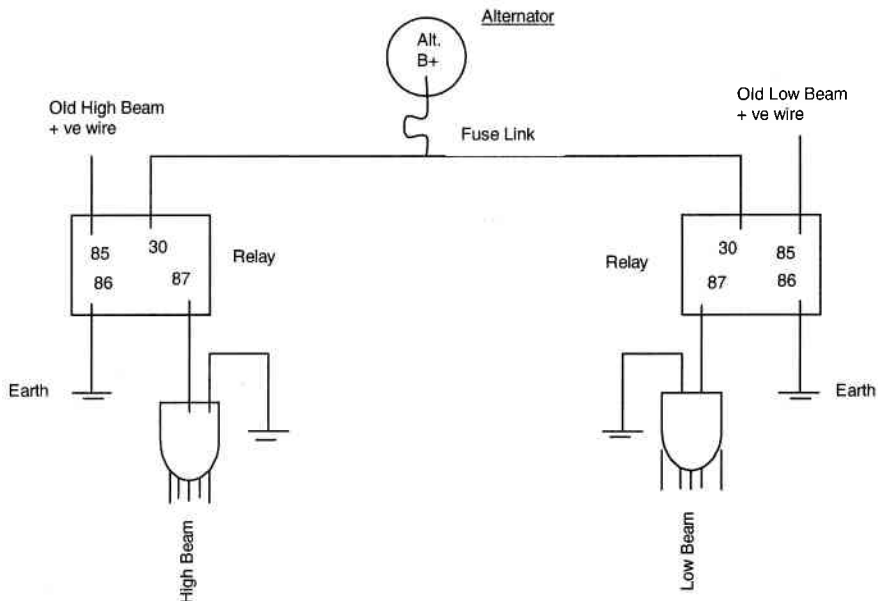 Alternator
Alt.
B+
Old High Beam
+ ve wire
Old Low Beam
+ ve wire
Fuse Link
85
30
86
87
Relay
Relay
30
85
87
86
Earth
Earth
High Beam
Low Beam